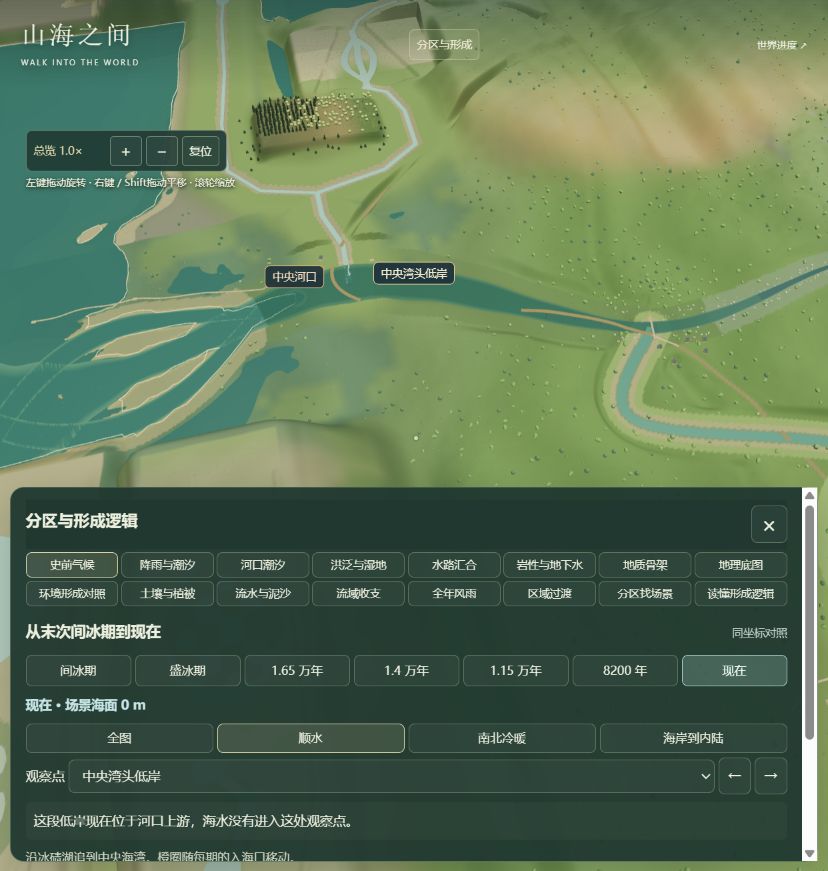 山海之间
WALK INTO THE WORLD
分区与形成
世界进度 ↗
总览 1.0×
+
−
复位
左键拖动旋转 · 右键 / Shift拖动平移 · 滚轮缩放
中央河口
中央湾头低岸
分区与形成逻辑
×
史前气候 降雨与潮汐 河口潮汐 洪泛与湿地 水路汇合 岩性与地下水 地质骨架 地理底图
环境形成对照 土壤与植被 流水与泥沙 流域收支 全年风雨 区域过渡 分区找场景 读懂形成逻辑
从末次间冰期到现在
同坐标对照
间冰期 盛冰期 1.65 万年 1.4 万年 1.15 万年 8200 年 现在
现在 · 场景海面 0 m
全图 顺水 南北冷暖 海岸到内陆
观察点 中央湾头低岸 ← →
这段低岸现在位于河口上游，海水没有进入这处观察点。
沿冰碛湖追到中央海湾，橙圈随每期的入海口移动。